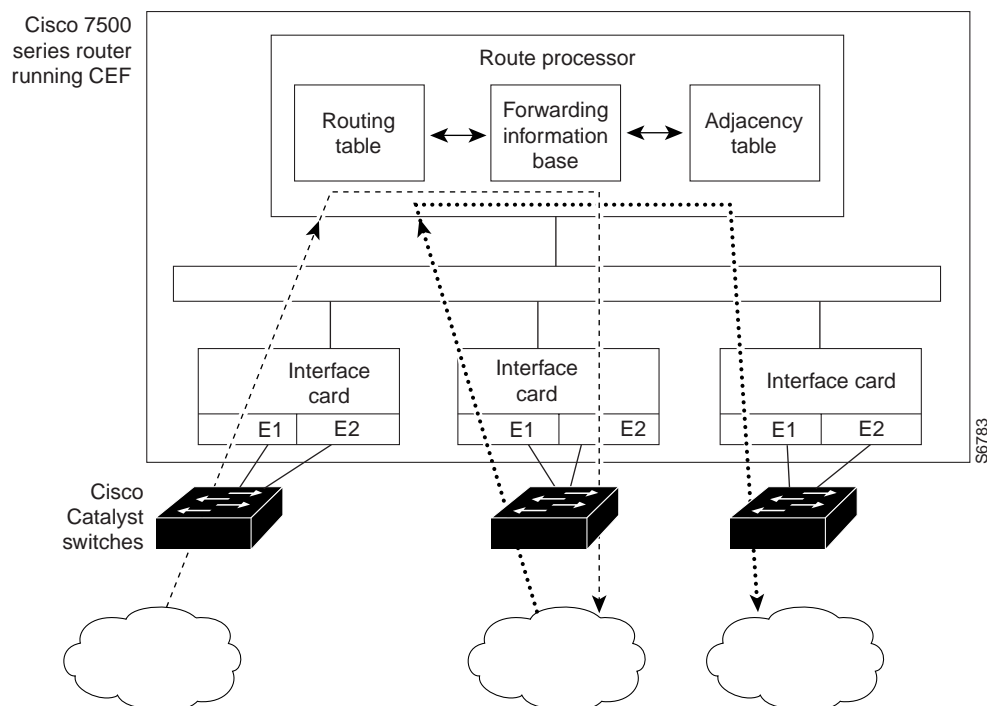 Cisco 7500
series router
running CEF
Route processor
Routing
table
Forwarding
information
base
Adjacency
table
Interface
card
E1
E2
Interface
card
E1
E2
Interface card
E1
E2
S6783
Cisco
Catalyst
switches